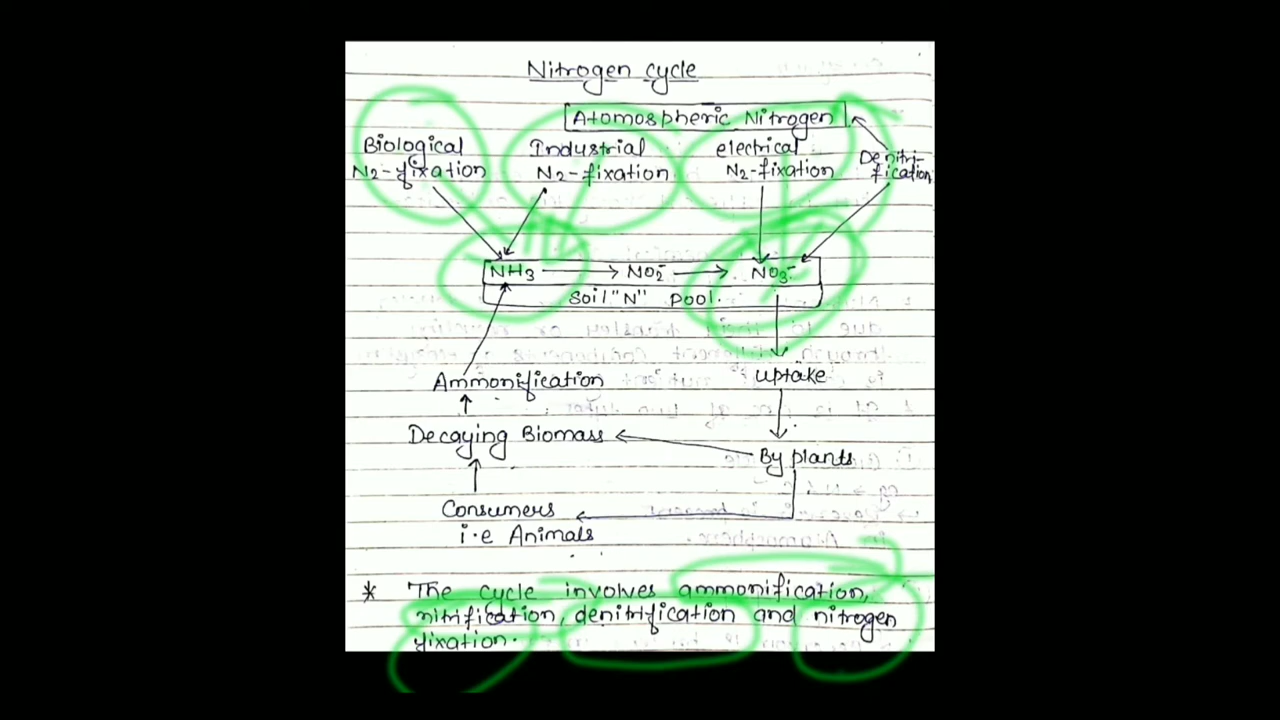 Nitrogen cycle
Atomospheric Nitrogen
Biological
N2-fixation
Industrial
N2-fixation
electrical
N2-fixation
Denitri-
fication
NH3 → NO2⁻ → NO3⁻
Soil "N" pool.
Ammonification
uptake
Decaying Biomass
By plants
Consumers
i.e Animals
* The cycle involves ammonification,
nitrification, denitrification and nitrogen
fixation.